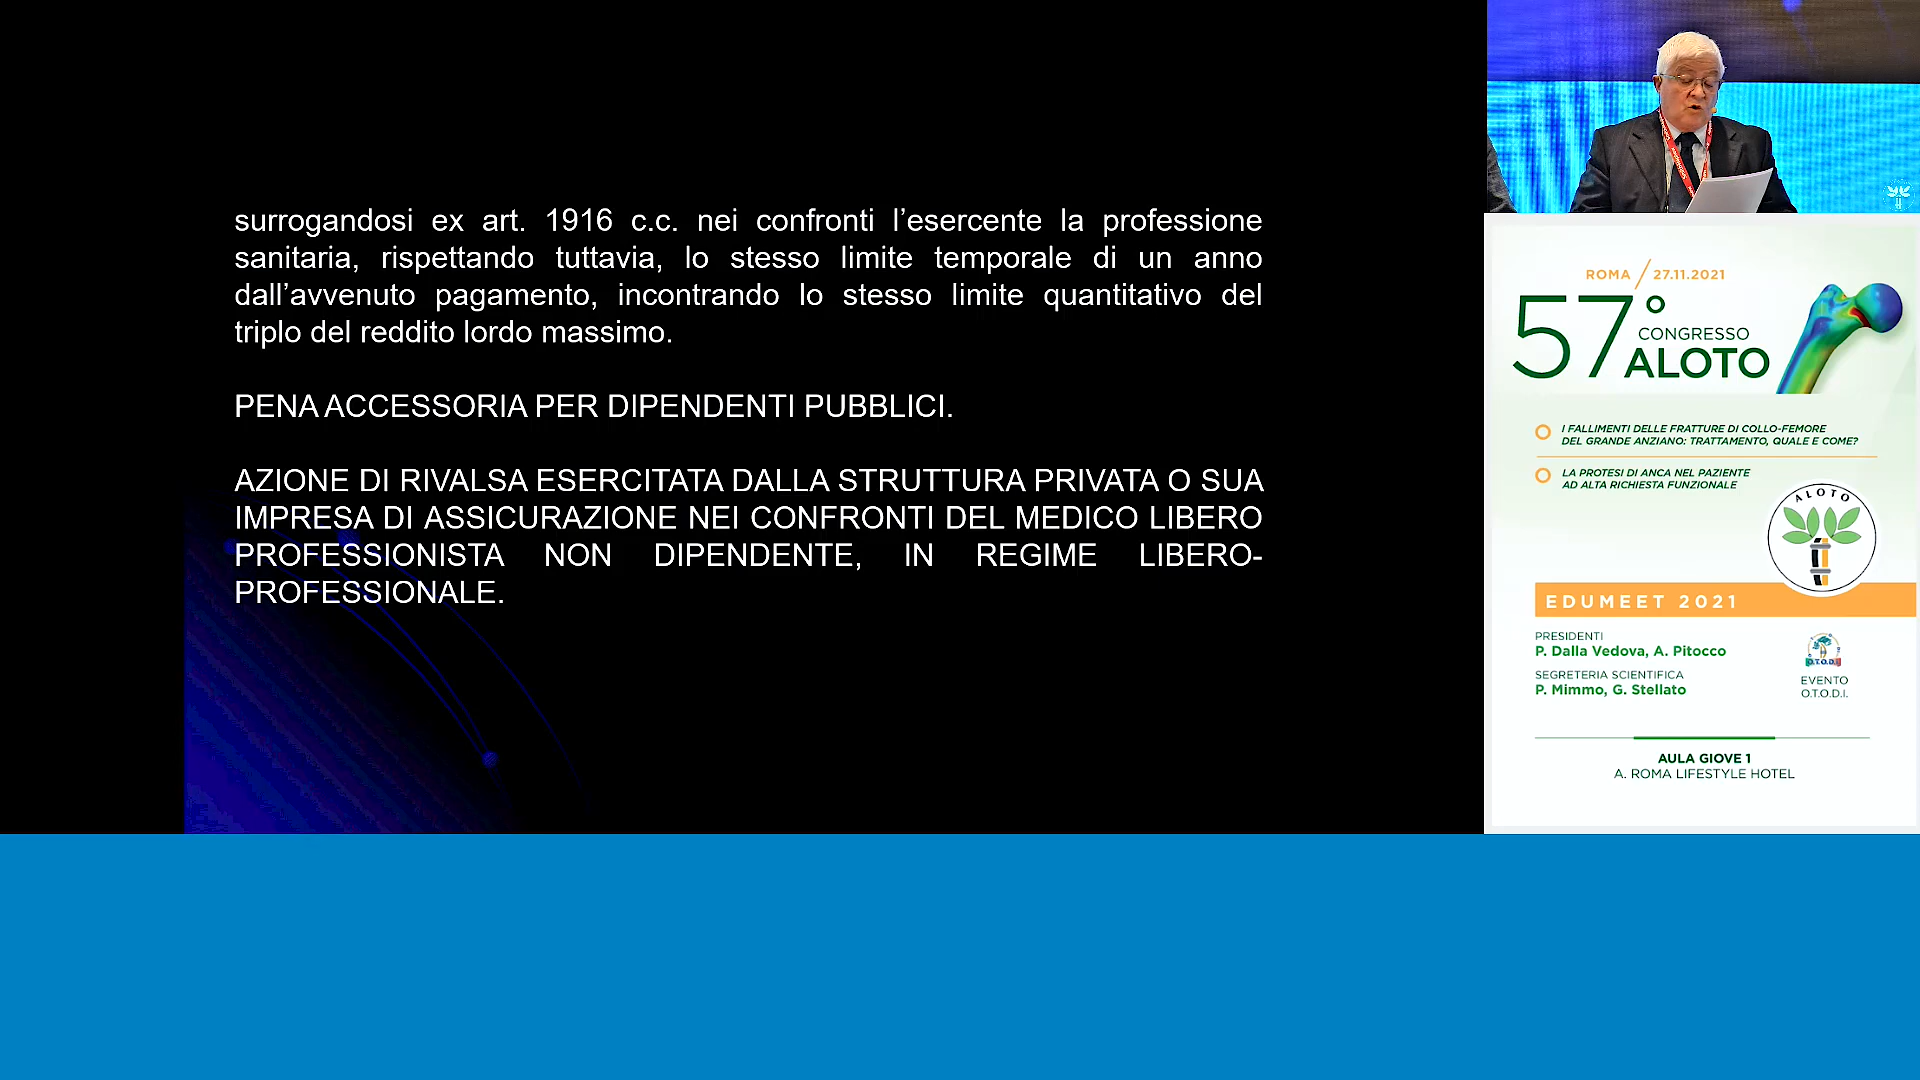 surrogandosi ex art. 1916 c.c. nei confronti l’esercente la professione
sanitaria, rispettando tuttavia, lo stesso limite temporale di un anno
dall’avvenuto pagamento, incontrando lo stesso limite quantitativo del
triplo del reddito lordo massimo.
PENA ACCESSORIA PER DIPENDENTI PUBBLICI.
AZIONE DI RIVALSA ESERCITATA DALLA STRUTTURA PRIVATA O SUA
IMPRESA DI ASSICURAZIONE NEI CONFRONTI DEL MEDICO LIBERO
PROFESSIONISTA NON DIPENDENTE, IN REGIME LIBERO-
PROFESSIONALE.
ROMA / 27.11.2021
57°
CONGRESSO
ALOTO
I FALLIMENTI DELLE FRATTURE DI COLLO-FEMORE
DEL GRANDE ANZIANO: TRATTAMENTO, QUALE E COME?
LA PROTESI DI ANCA NEL PAZIENTE
AD ALTA RICHIESTA FUNZIONALE
ALOTO
EDUMEET 2021
PRESIDENTI
P. Dalla Vedova, A. Pitocco
SEGRETERIA SCIENTIFICA
P. Mimmo, G. Stellato
O.T.O.D.I.
EVENTO
O.T.O.D.I.
AULA GIOVE 1
A. ROMA LIFESTYLE HOTEL